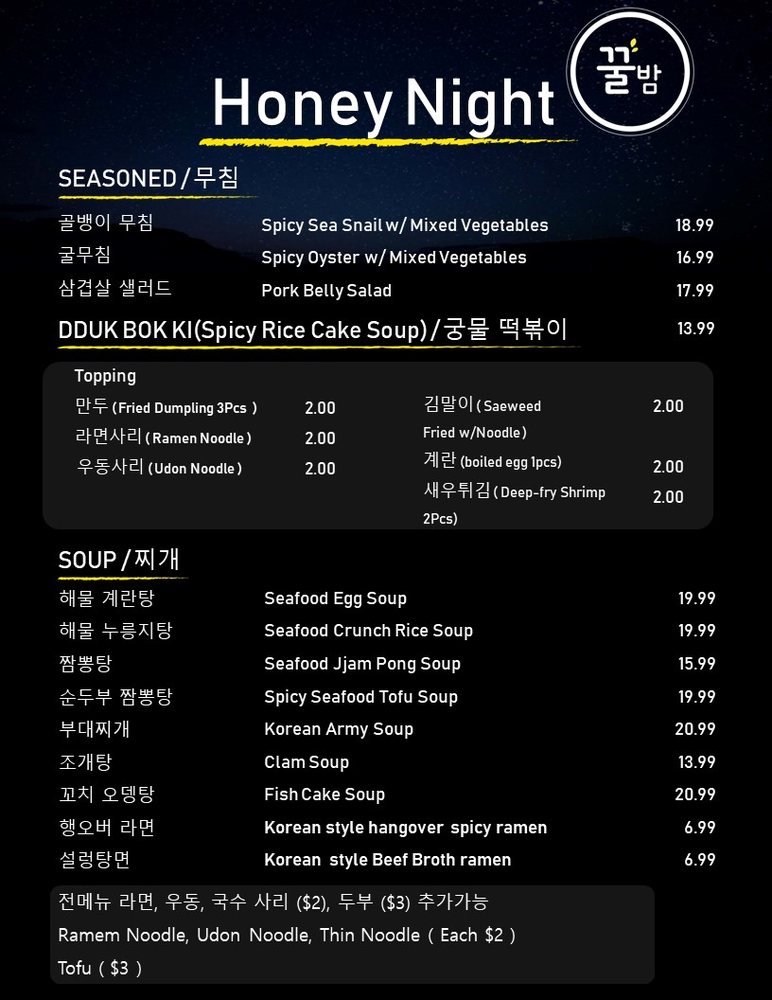 Honey Night
꿀밤
SEASONED / 무침
골뱅이 무침 Spicy Sea Snail w/ Mixed Vegetables 18.99
굴무침 Spicy Oyster w/ Mixed Vegetables 16.99
삼겹살 샐러드 Pork Belly Salad 17.99
DDUK BOK KI(Spicy Rice Cake Soup) / 궁물 떡볶이 13.99
Topping
만두 (Fried Dumpling 3Pcs ) 2.00
라면사리 ( Ramen Noodle ) 2.00
우동사리 ( Udon Noodle ) 2.00
김말이 ( Saeweed 2.00
Fried w/Noodle )
계란 (boiled egg 1pcs) 2.00
새우튀김 ( Deep-fry Shrimp 2.00
2Pcs)
SOUP / 찌개
해물 계란탕 Seafood Egg Soup 19.99
해물 누릉지탕 Seafood Crunch Rice Soup 19.99
짬뽕탕 Seafood Jjam Pong Soup 15.99
순두부 짬뽕탕 Spicy Seafood Tofu Soup 19.99
부대찌개 Korean Army Soup 20.99
조개탕 Clam Soup 13.99
꼬치 오뎅탕 Fish Cake Soup 20.99
행오버 라면 Korean style hangover spicy ramen 6.99
설렁탕면 Korean style Beef Broth ramen 6.99
전메뉴 라면, 우동, 국수 사리 ($2), 두부 ($3) 추가가능
Ramem Noodle, Udon Noodle, Thin Noodle ( Each $2 )
Tofu ( $3 )